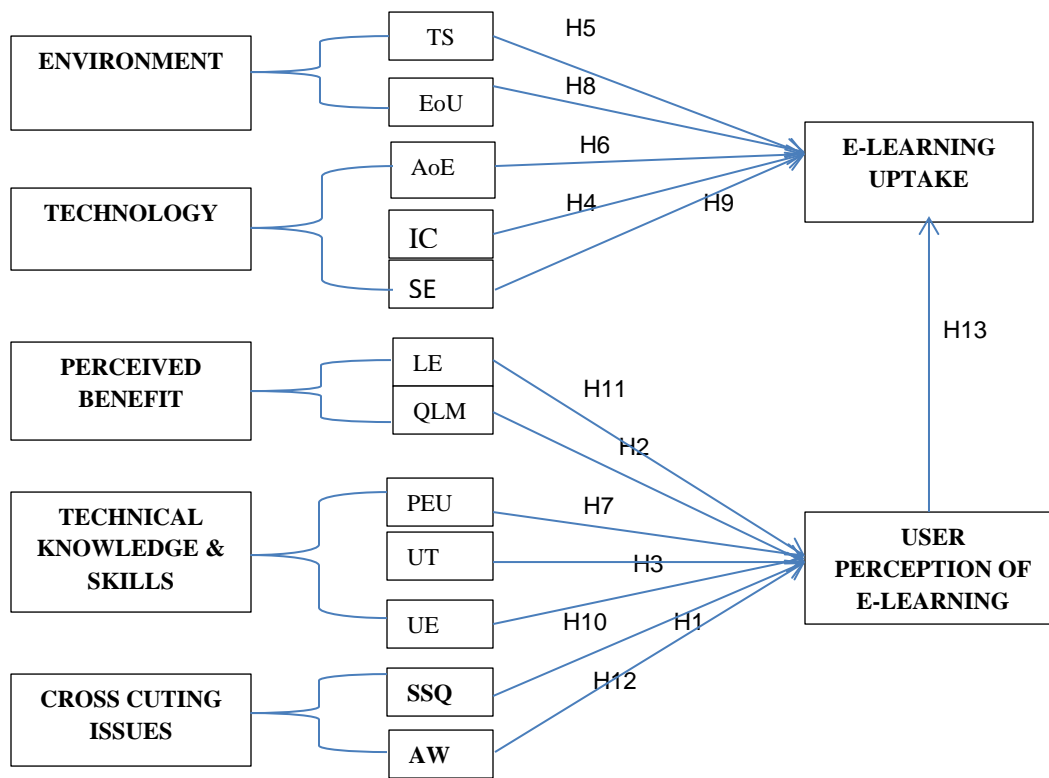 ENVIRONMENT
TS
EoU
H5
H8
TECHNOLOGY
AoE
IC
SE
H6
H4
H9
E-LEARNING
UPTAKE
H13
PERCEIVED
BENEFIT
LE
QLM
H11
H2
TECHNICAL
KNOWLEDGE &
SKILLS
PEU
UT
UE
H7
H3
H10
H1
USER
PERCEPTION OF
E-LEARNING
CROSS CUTING
ISSUES
SSQ
AW
H12